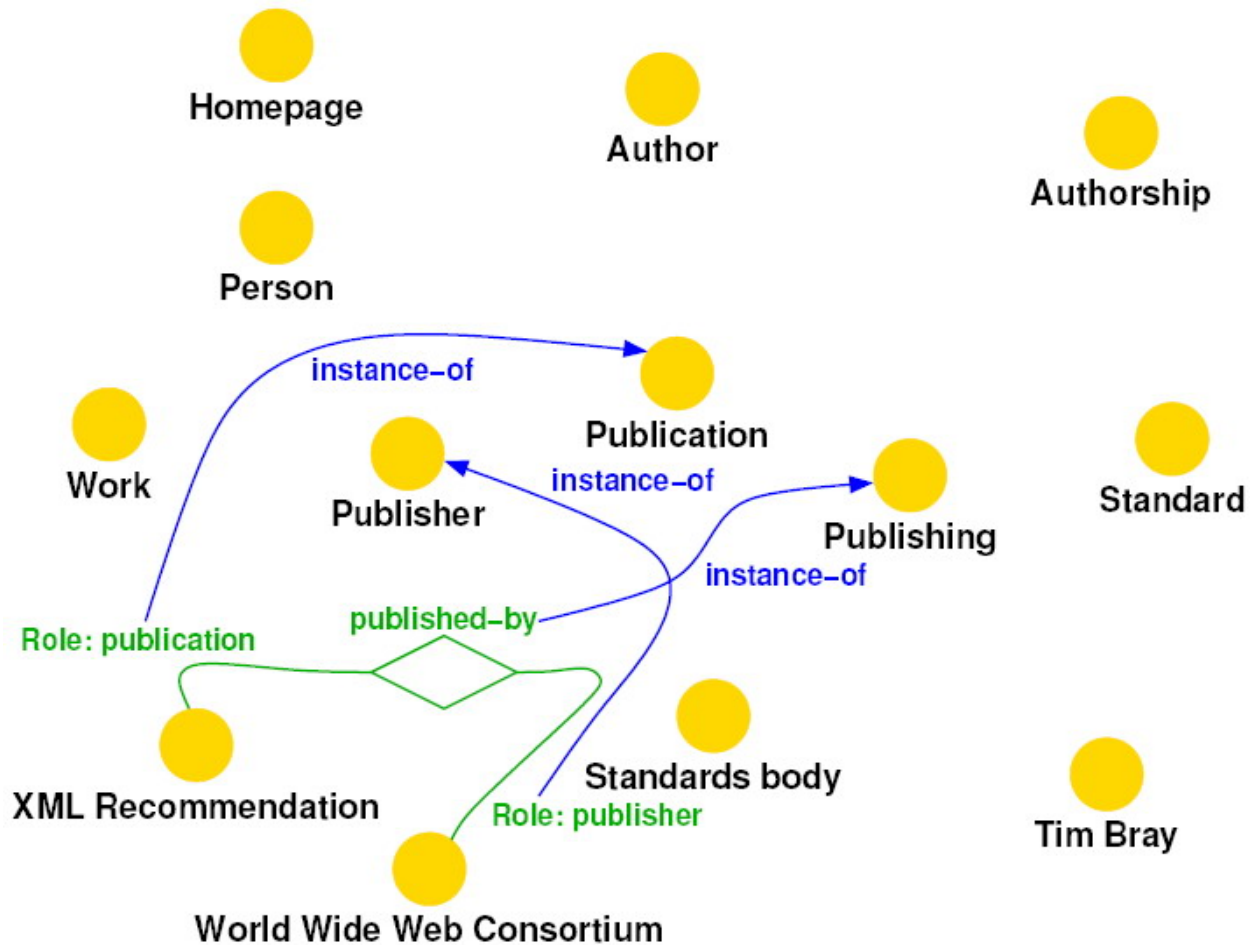 Homepage
Author
Authorship
Person
instance-of
Publication
Work
Publisher
instance-of
Publishing
Standard
instance-of
published-by
Role: publication
XML Recommendation
Standards body
Role: publisher
Tim Bray
World Wide Web Consortium